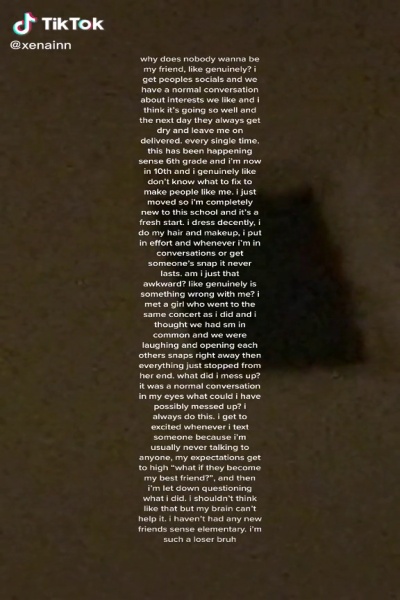 TikTok
@xenainn
why does nobody wanna be
my friend, like genuinely? i
get peoples socials and we
have a normal conversation
about interests we like and i
think it's going so well and
the next day they always get
dry and leave me on
delivered. every single time.
this has been happening
sense 6th grade and i'm now
in 10th and i genuinely like
don't know what to fix to
make people like me. i just
moved so i'm completely
new to this school and it's a
fresh start. i dress decently, i
do my hair and makeup, i put
in effort and whenever i'm in
conversations or get
someone's snap it never
lasts. am i just that
awkward? like genuinely is
something wrong with me? i
met a girl who went to the
same concert as i did and i
thought we had sm in
common and we were
laughing and opening each
others snaps right away then
everything just stopped from
her end. what did i mess up?
it was a normal conversation
in my eyes what could i have
possibly messed up? i
always do this. i get to
excited whenever i text
someone because i'm
usually never talking to
anyone, my expectations get
to high "what if they become
my best friend?", and then
i'm let down questioning
what i did. i shouldn't think
like that but my brain can't
help it. i haven't had any new
friends sense elementary. i'm
such a loser bruh